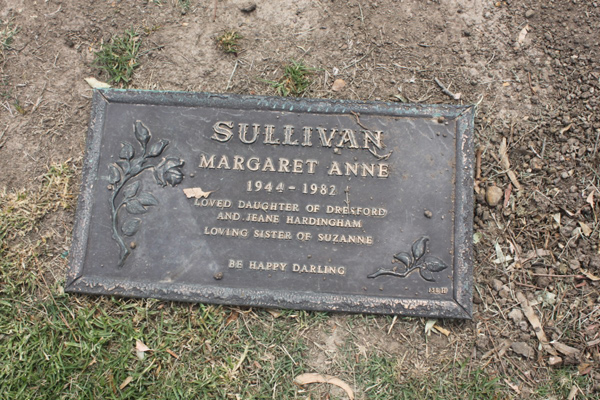 SULLIVAN
MARGARET ANNE
1944 - 1982
LOVED DAUGHTER OF DRESFORD
AND JEANE HARDINGHAM
LOVING SISTER OF SUZANNE
BE HAPPY DARLING